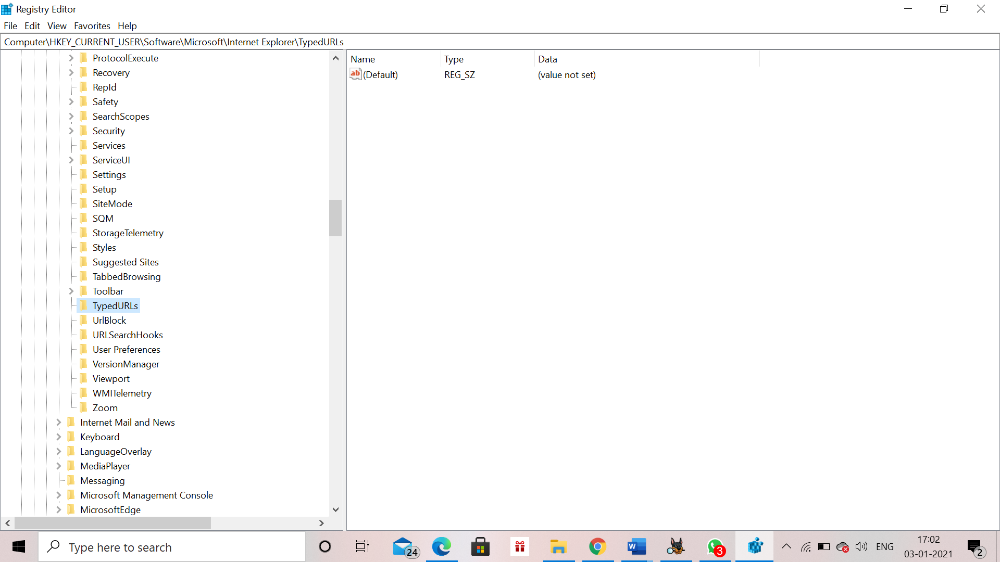 Registry Editor
File Edit View Favorites Help
Computer\HKEY_CURRENT_USER\Software\Microsoft\Internet Explorer\TypedURLs
ProtocolExecute
Recovery
RepId
Safety
SearchScopes
Security
Services
ServiceUI
Settings
Setup
SiteMode
SQM
StorageTelemetry
Styles
Suggested Sites
TabbedBrowsing
Toolbar
TypedURLs
UrlBlock
URLSearchHooks
User Preferences
VersionManager
Viewport
WMITelemetry
Zoom
Internet Mail and News
Keyboard
LanguageOverlay
MediaPlayer
Messaging
Microsoft Management Console
MicrosoftEdge
Name Type Data
ab (Default) REG_SZ (value not set)
Type here to search
24
W
3
ENG
17:02
03-01-2021
2